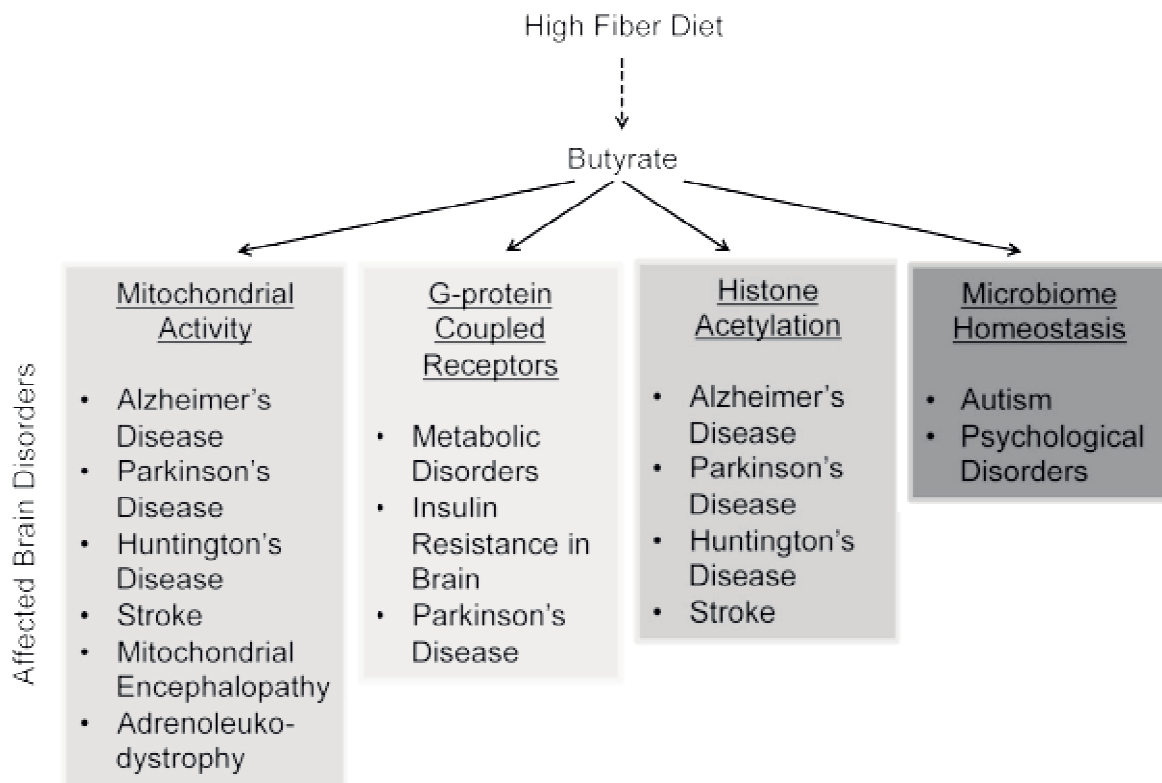 High Fiber Diet
Butyrate
Affected Brain Disorders
Mitochondrial
Activity
• Alzheimer's
Disease
• Parkinson's
Disease
• Huntington's
Disease
• Stroke
• Mitochondrial
Encephalopathy
• Adrenoleuko-
dystrophy
G-protein
Coupled
Receptors
• Metabolic
Disorders
• Insulin
Resistance in
Brain
• Parkinson's
Disease
Histone
Acetylation
• Alzheimer's
Disease
• Parkinson's
Disease
• Huntington's
Disease
• Stroke
Microbiome
Homeostasis
• Autism
• Psychological
Disorders